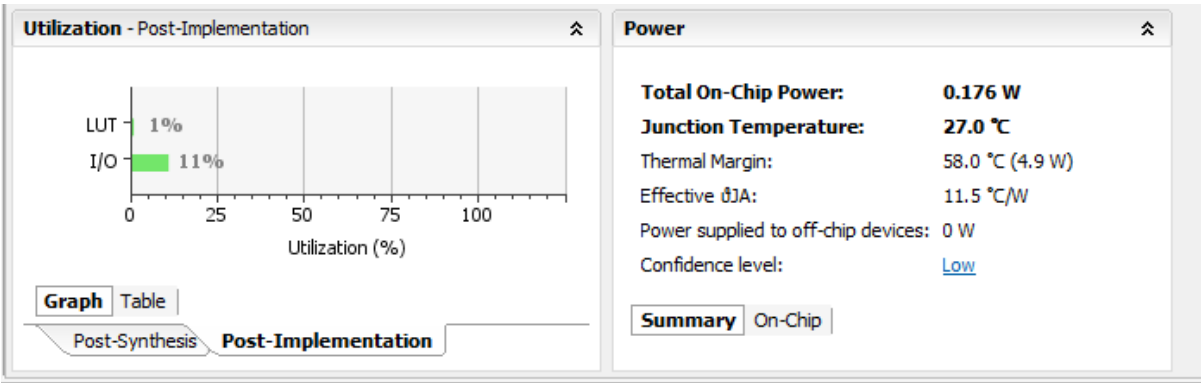 Utilization - Post-Implementation
LUT 1%
I/O 11%
0 25 50 75 100
Utilization (%)
Graph Table
Post-Synthesis Post-Implementation
Power
Total On-Chip Power: 0.176 W
Junction Temperature: 27.0 °C
Thermal Margin: 58.0 °C (4.9 W)
Effective ϑJA: 11.5 °C/W
Power supplied to off-chip devices: 0 W
Confidence level: Low
Summary On-Chip